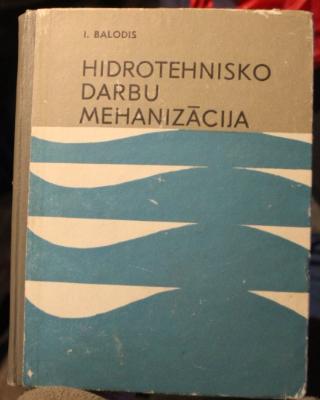 I. BALODIS
HIDROTEHNISKO
DARBU
MEHANIZĀCIJA